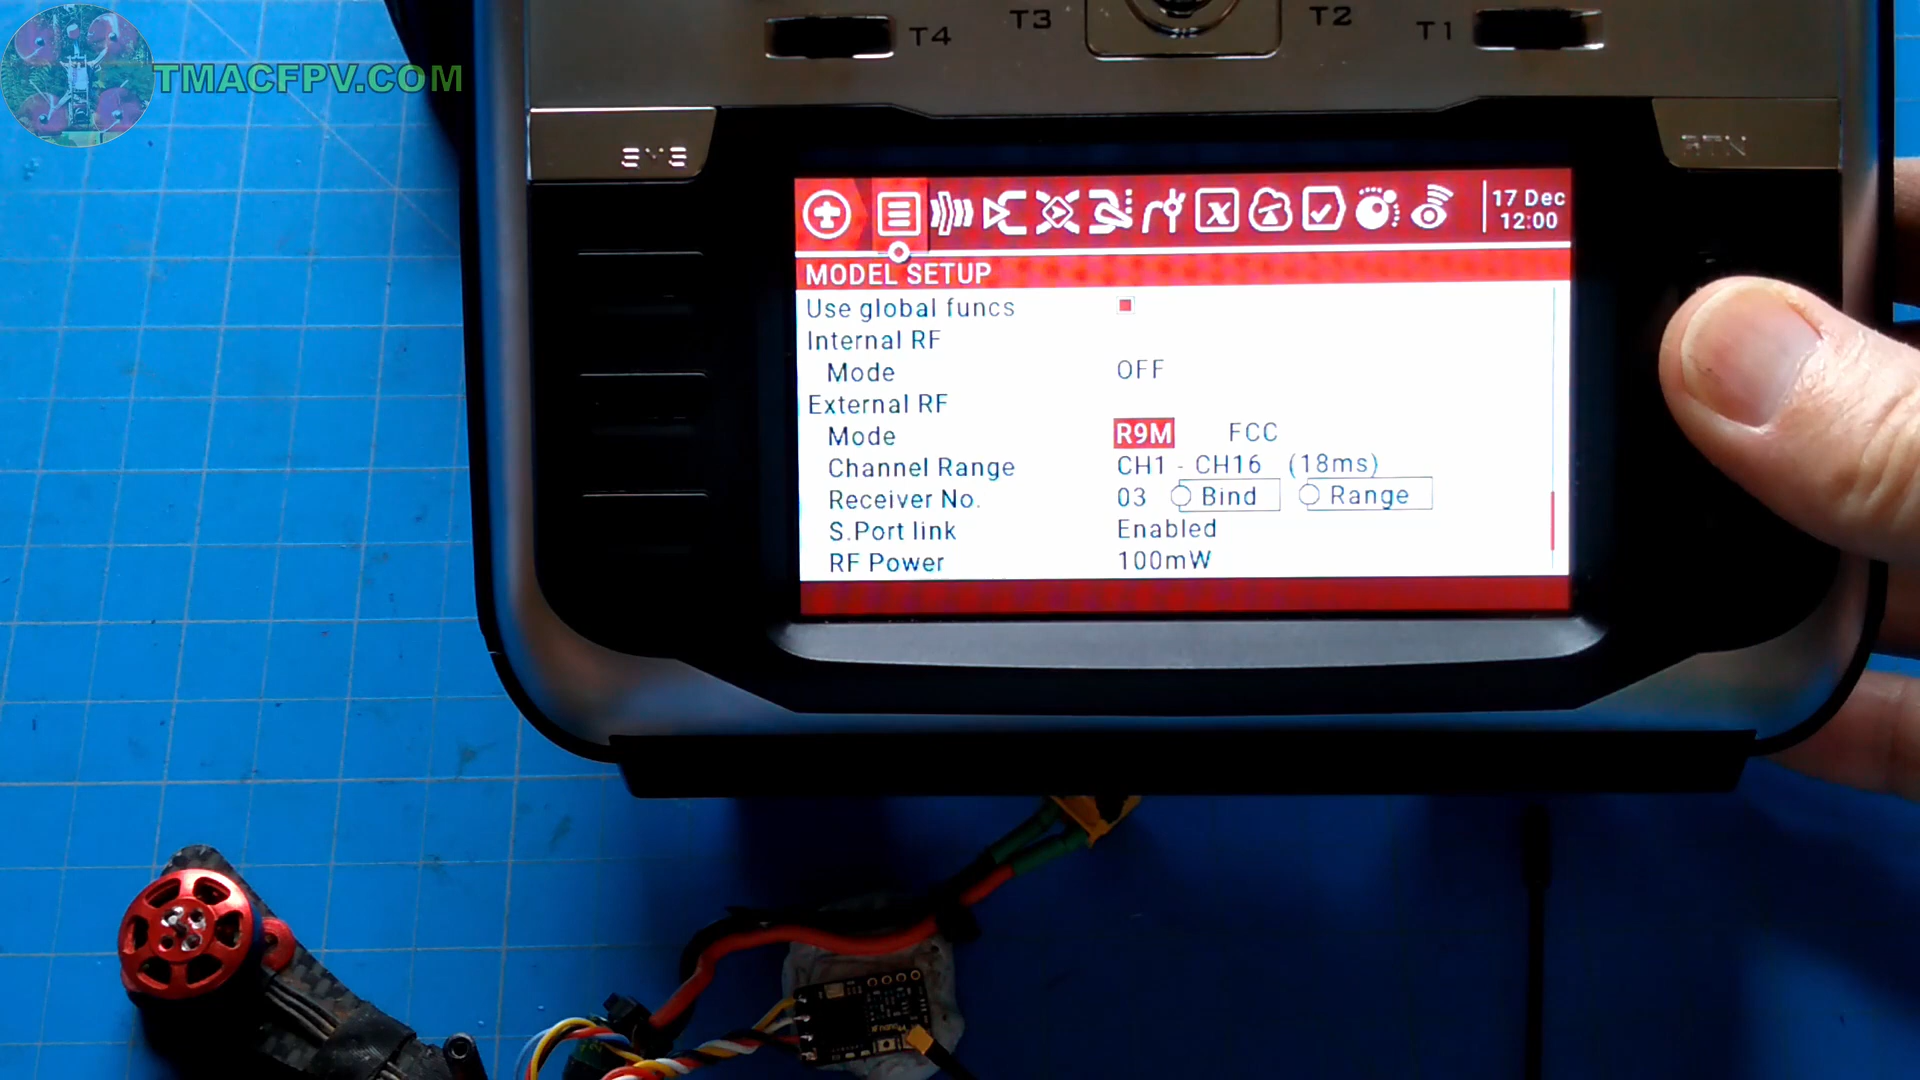 TMACFPV.COM
T4
T3
T2
T1
SYS
RTN
17 Dec
12:00
MODEL SETUP
Use global funcs
Internal RF
Mode OFF
External RF
Mode R9M FCC
Channel Range CH1 - CH16 (18ms)
Receiver No. 03 Bind Range
S.Port link Enabled
RF Power 100mW